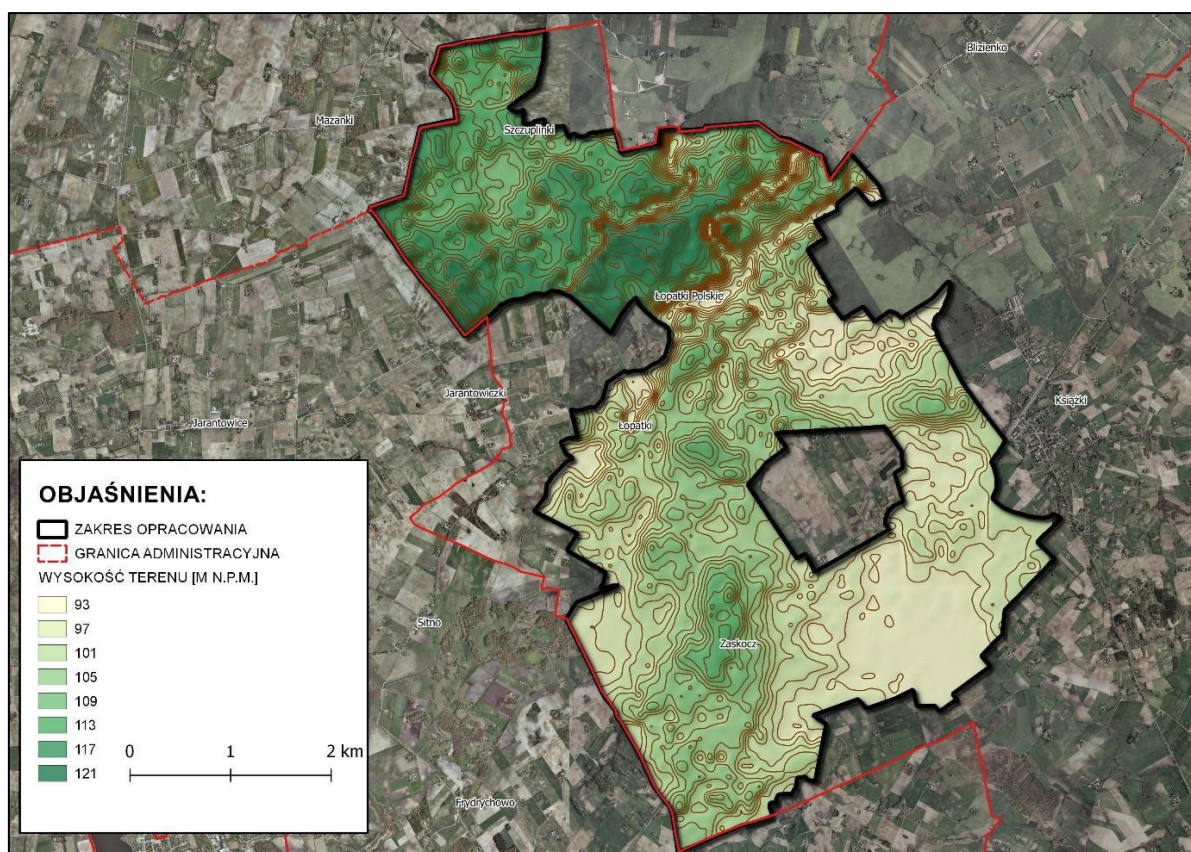 Blizienko
Mazanki
Szczuplinki
Łopatki Polskie
Jarantowiczki
Książki
Jarantowice
Łopatki
OBJAŚNIENIA:
ZAKRES OPRACOWANIA
GRANICA ADMINISTRACYJNA
WYSOKOŚĆ TERENU [M N.P.M.]
93
97
101
105
109
113
117
121
0 1 2 km
Sitno
Zaskocz
Frydrychowo